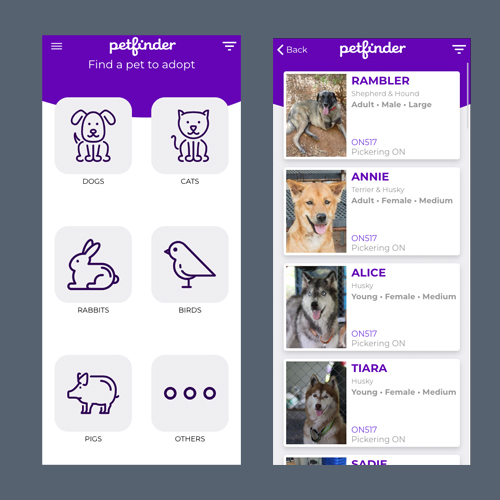 petfinder
Find a pet to adopt
DOGS
CATS
RABBITS
BIRDS
PIGS
OTHERS
Back
petfinder
RAMBLER
Shepherd & Hound
Adult • Male • Large
ON517
Pickering ON
ANNIE
Terrier & Husky
Adult • Female • Medium
ON517
Pickering ON
ALICE
Husky
Young • Female • Medium
ON517
Pickering ON
TIARA
Husky
Young • Female • Medium
ON517
Pickering ON
SADIE